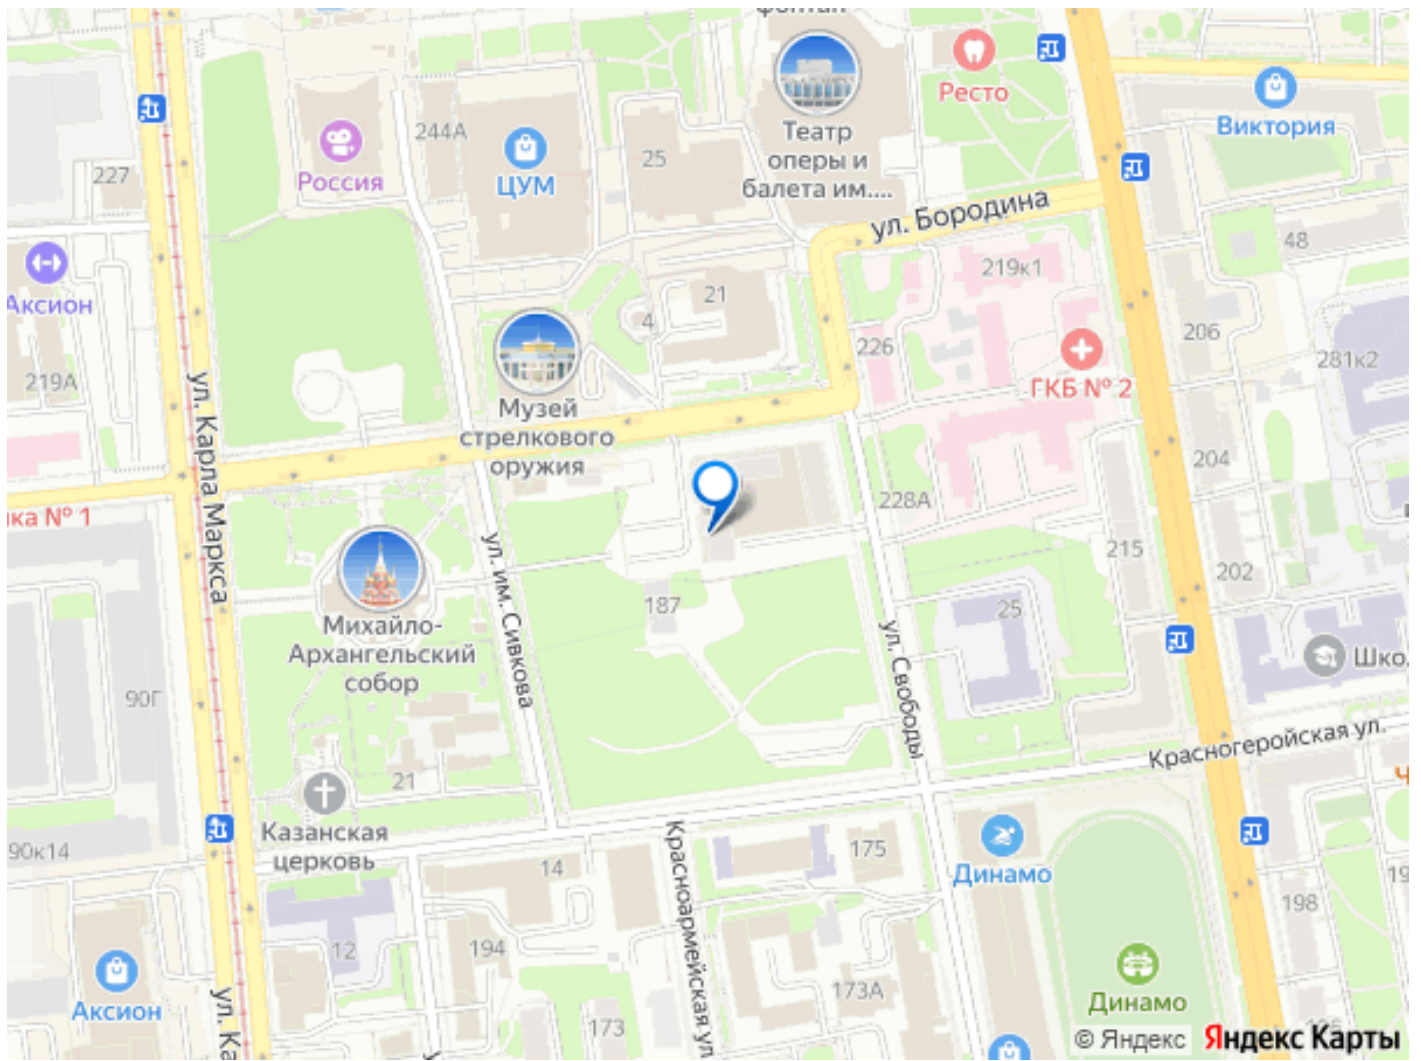 фонтан
Ресто
Театр
оперы и
балета им....
Виктория
244А
Россия
ЦУМ
25
227
ул. Бородина
48
219к1
Аксион
21
4
206
226
281к2
ГКБ № 2
219А
ул. Карла Маркса
Музей
стрелкового
оружия
204
228А
ка № 1
215
ул. им. Сивкова
202
187
25
Михайло-
Архангельский
собор
ул. Свободы
Шко
90Г
Красногеройская ул.
21
Казанская
церковь
90к14
14
Красноармейская ул
175
Динамо
198
12
194
173А
Аксион
ул. Ка
173
Динамо
© Яндекс Яндекс Карты